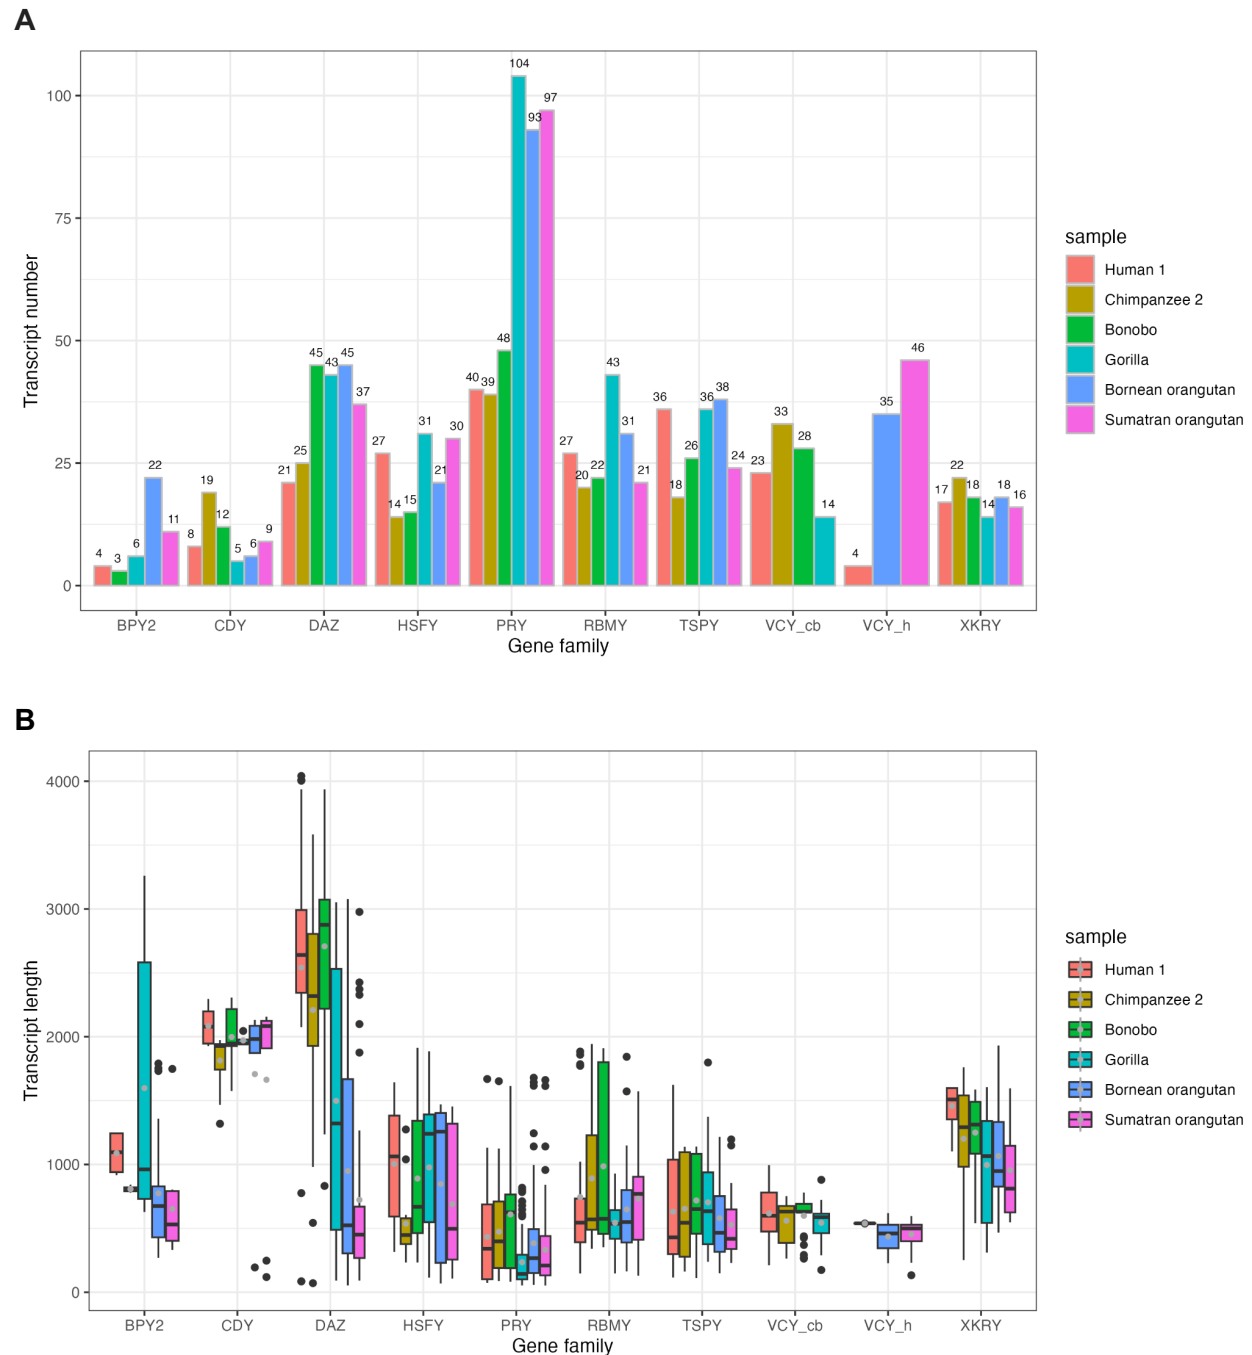 A
Transcript number
100
75
50
25
0
4 3 6 22 11
8 19 12 5 6 9
21 25 45 43 45 37
27 14 15 31 21 30
40 39 48 104 93 97
27 20 22 43 31 21
36 18 26 36 38 24
23 33 28 14
4 35 46
17 22 18 14 18 16
BPY2 CDY DAZ HSFY PRY RBMY TSPY VCY_cb VCY_h XKRY
Gene family
sample
Human 1
Chimpanzee 2
Bonobo
Gorilla
Bornean orangutan
Sumatran orangutan
B
Transcript length
4000
3000
2000
1000
0
BPY2 CDY DAZ HSFY PRY RBMY TSPY VCY_cb VCY_h XKRY
Gene family
sample
Human 1
Chimpanzee 2
Bonobo
Gorilla
Bornean orangutan
Sumatran orangutan